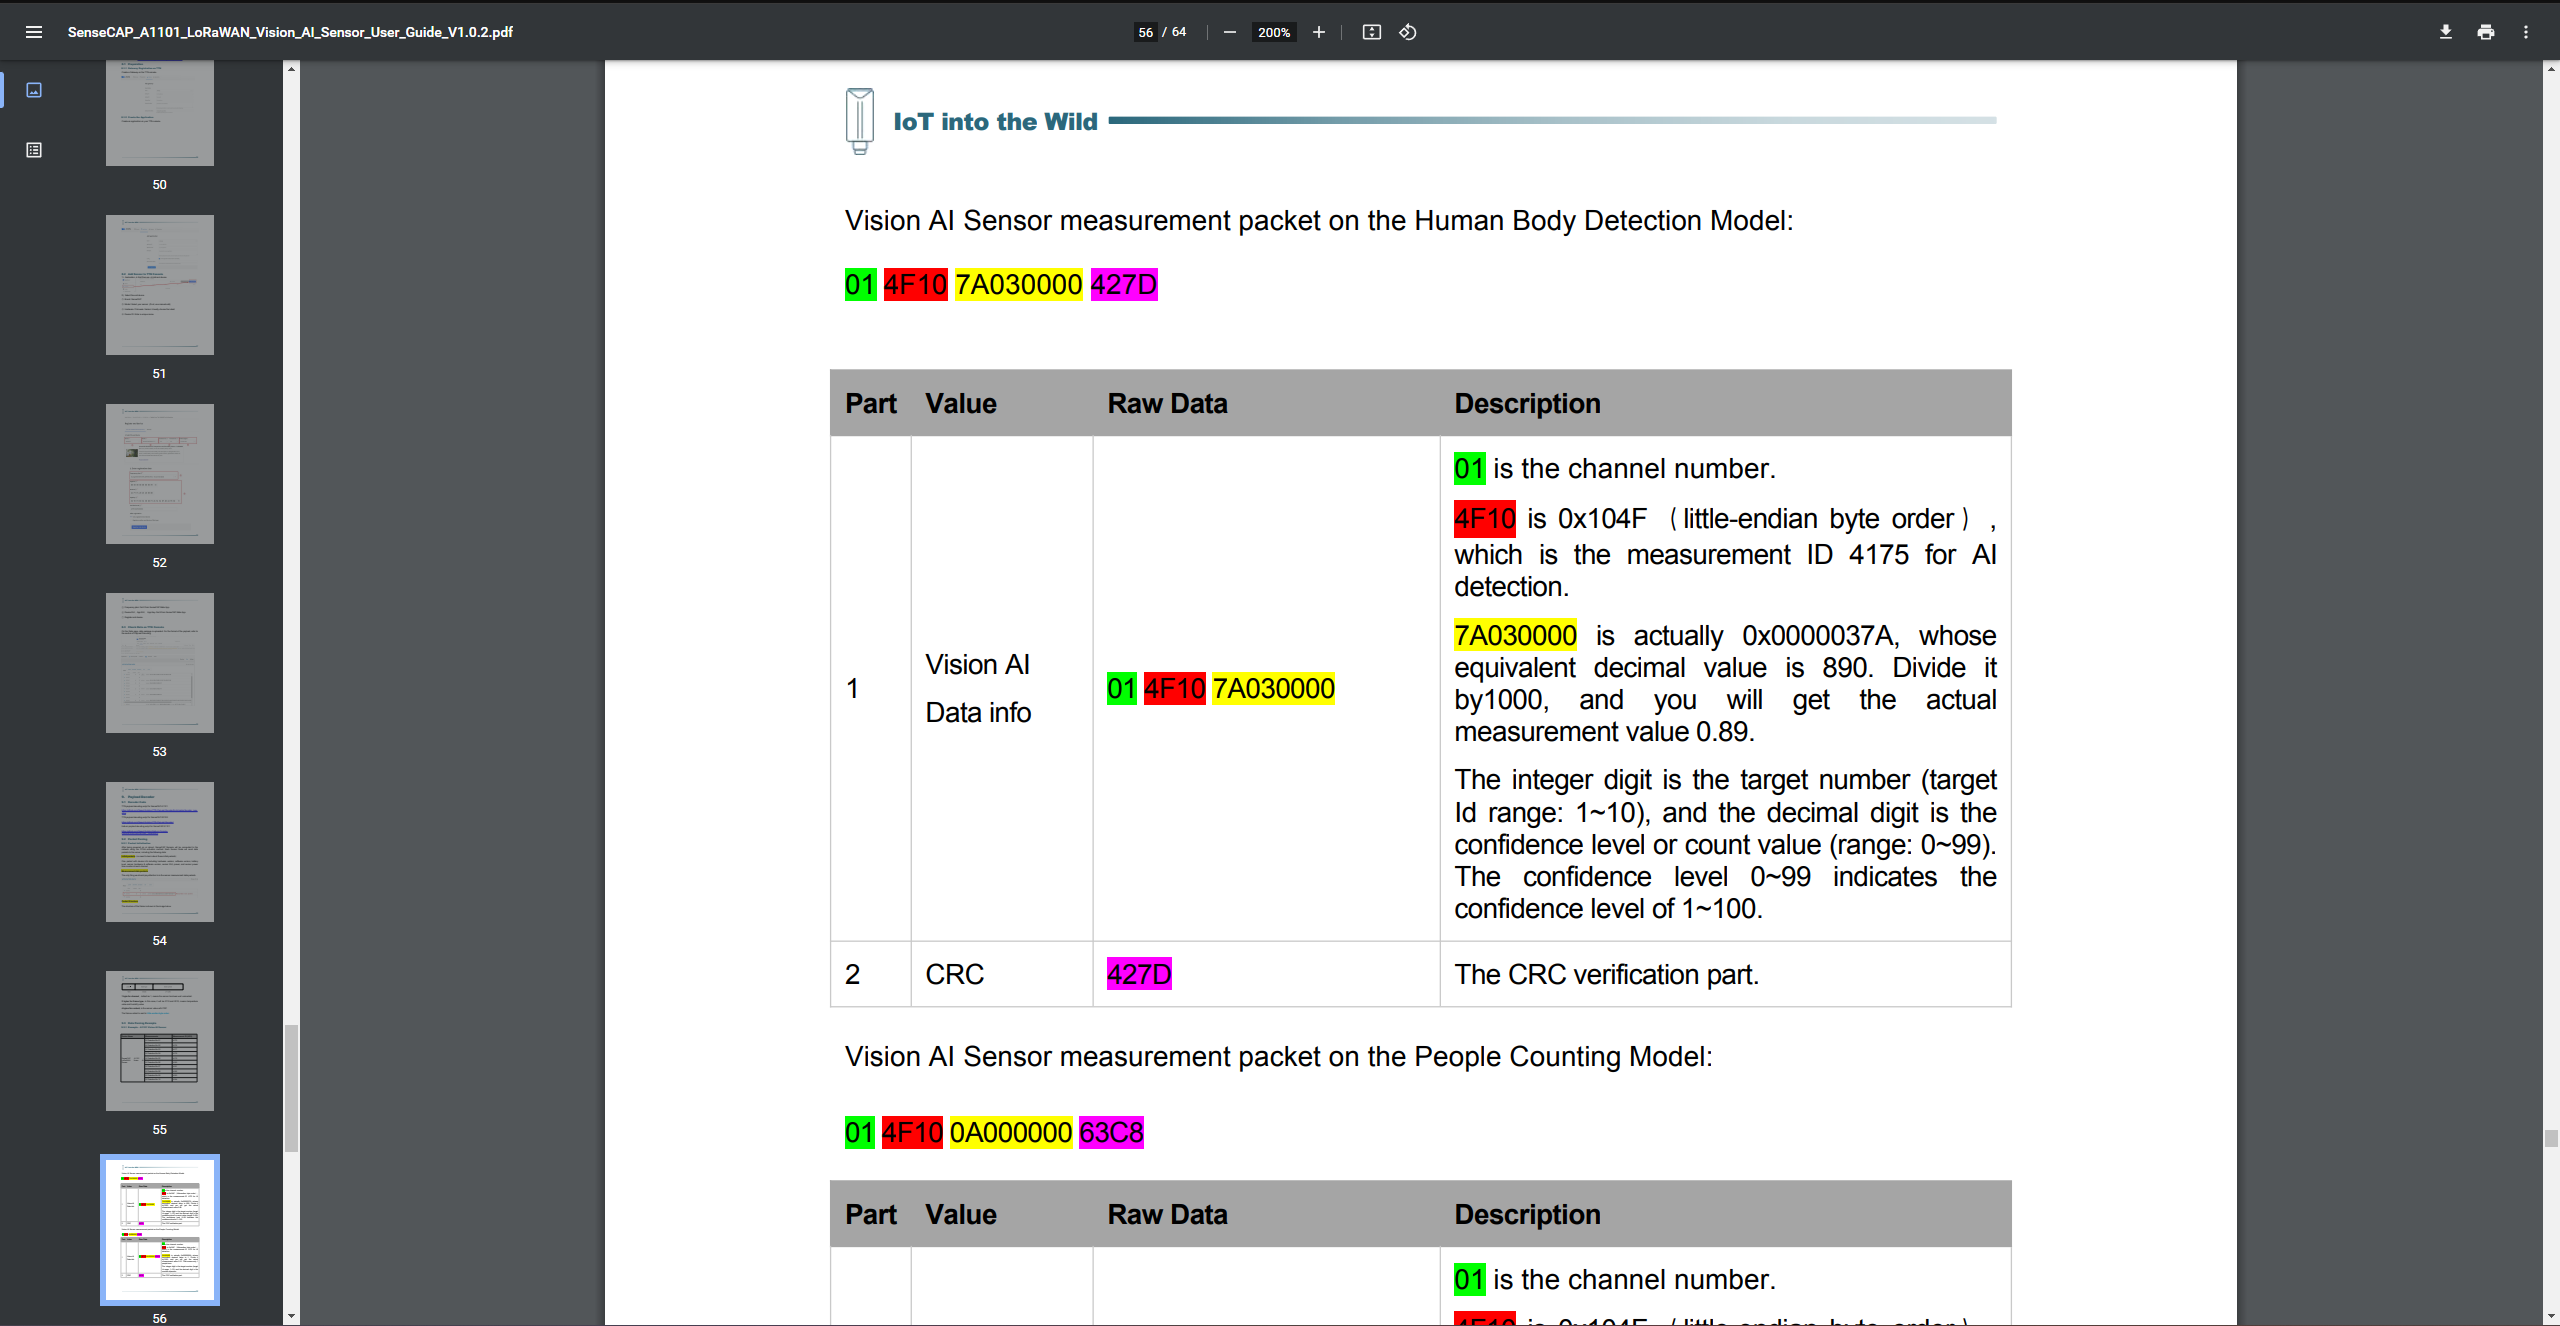 SenseCAP_A1101_LoRaWAN_Vision_AI_Sensor_User_Guide_V1.0.2.pdf
56 / 64
200%
50
51
52
53
54
55
56
IoT into the Wild
Vision AI Sensor measurement packet on the Human Body Detection Model:
01 4F10 7A030000 427D
Part Value Raw Data Description
1
Vision AI
Data info
01 4F10 7A030000
01 is the channel number.
4F10 is 0x104F （little-endian byte order），
which is the measurement ID 4175 for AI
detection.
7A030000 is actually 0x0000037A, whose
equivalent decimal value is 890. Divide it
by1000, and you will get the actual
measurement value 0.89.
The integer digit is the target number (target
Id range: 1~10), and the decimal digit is the
confidence level or count value (range: 0~99).
The confidence level 0~99 indicates the
confidence level of 1~100.
2 CRC 427D The CRC verification part.
Vision AI Sensor measurement packet on the People Counting Model:
01 4F10 0A000000 63C8
Part Value Raw Data Description
01 is the channel number.
4F10 is 0x104F （little-endian byte order）